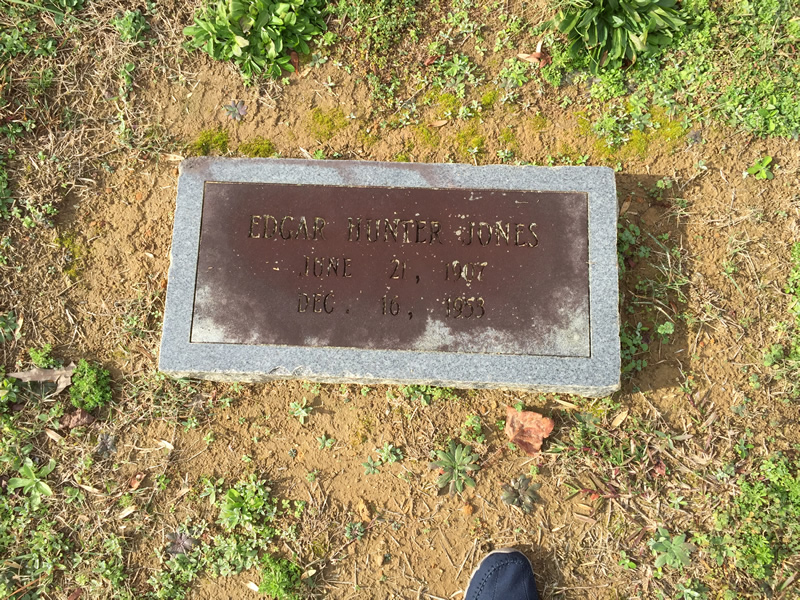 EDGAR HUNTER JONES
JUNE 21, 1907
DEC. 16, 1953